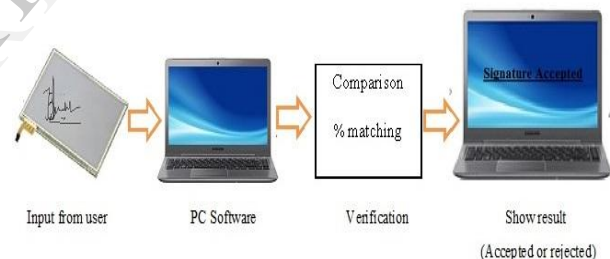 Comparison
% matching
Signature Accepted
Input from user
PC Software
Verification
Show result
(Accepted or rejected)